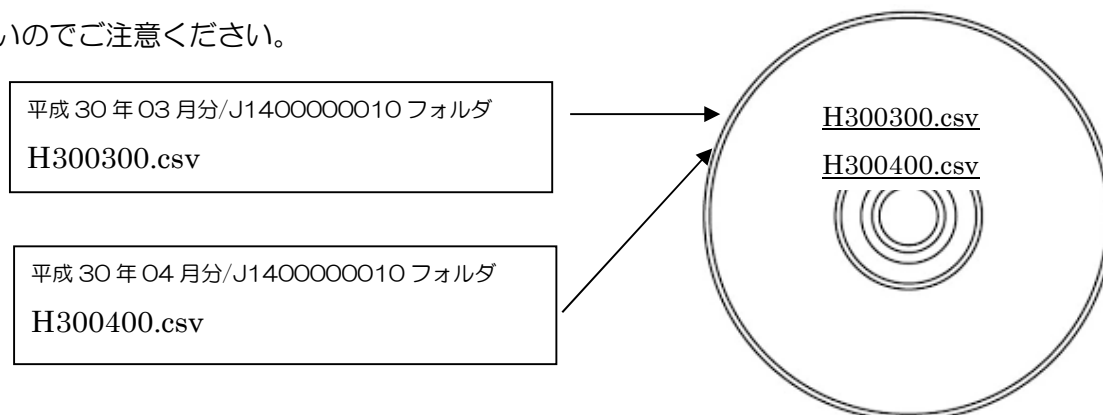 いのでご注意ください。
平成 30 年 03 月分/J1400000010 フォルダ
H300300.csv
平成 30 年 04 月分/J1400000010 フォルダ
H300400.csv
H300300.csv
H300400.csv